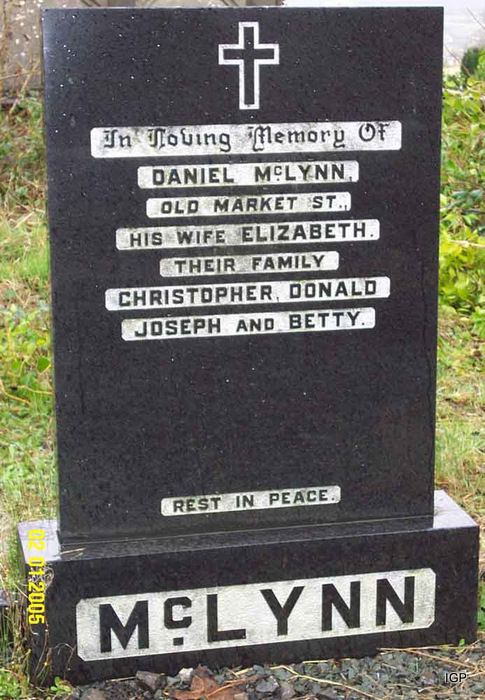 In Loving Memory Of
DANIEL McLYNN,
OLD MARKET ST.,
HIS WIFE ELIZABETH.
THEIR FAMILY
CHRISTOPHER, DONALD
JOSEPH AND BETTY.
REST IN PEACE.
McLYNN
02 01 2005
IGP